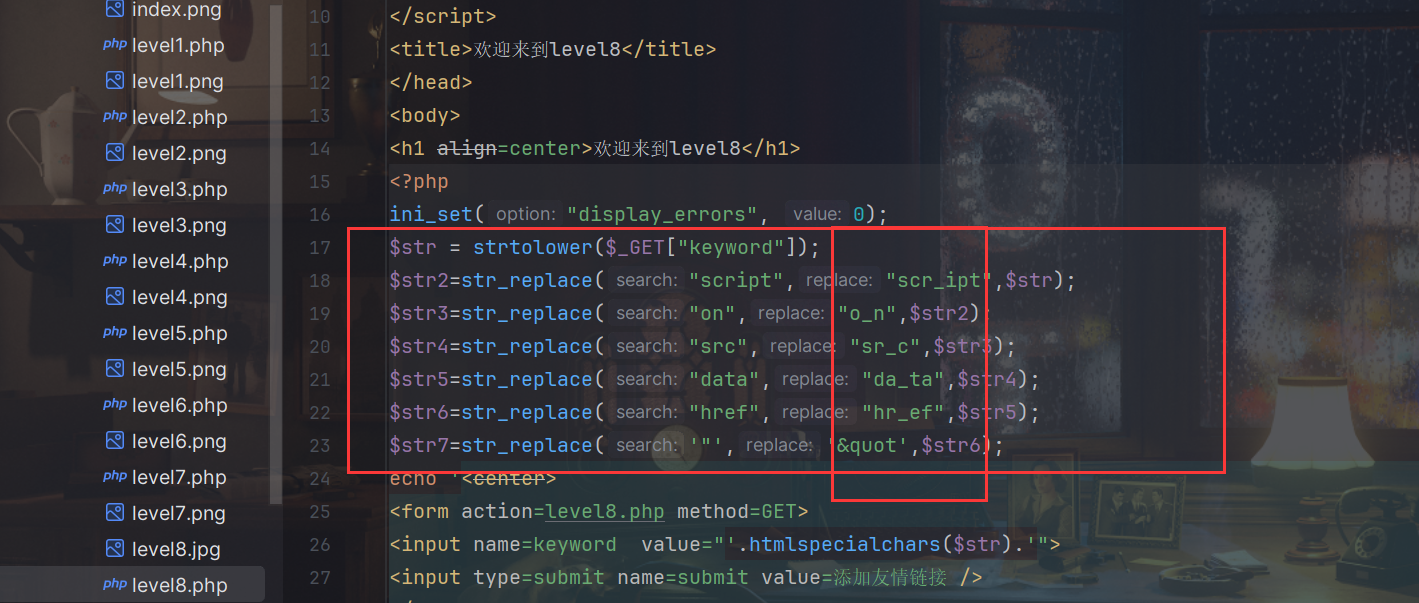 index.png
php level1.php
level1.png
php level2.php
level2.png
php level3.php
level3.png
php level4.php
level4.png
php level5.php
level5.png
php level6.php
level6.png
php level7.php
level7.png
level8.jpg
php level8.php
10 </script>
11 <title>欢迎来到level8</title>
12 </head>
13 <body>
14 <h1 align=center>欢迎来到level8</h1>
15 <?php
16 ini_set( option: "display_errors", value: 0);
17 $str = strtolower($_GET["keyword"]);
18 $str2=str_replace( search: "script", replace: "scr_ipt",$str);
19 $str3=str_replace( search: "on", replace: "o_n",$str2);
20 $str4=str_replace( search: "src", replace: "sr_c",$str3);
21 $str5=str_replace( search: "data", replace: "da_ta",$str4);
22 $str6=str_replace( search: "href", replace: "hr_ef",$str5);
23 $str7=str_replace( search: '"', replace: '&quot',$str6);
24 echo '<center>
25 <form action=level8.php method=GET>
26 <input name=keyword  value="'.htmlspecialchars($str).'">
27 <input type=submit name=submit value=添加友情链接 />